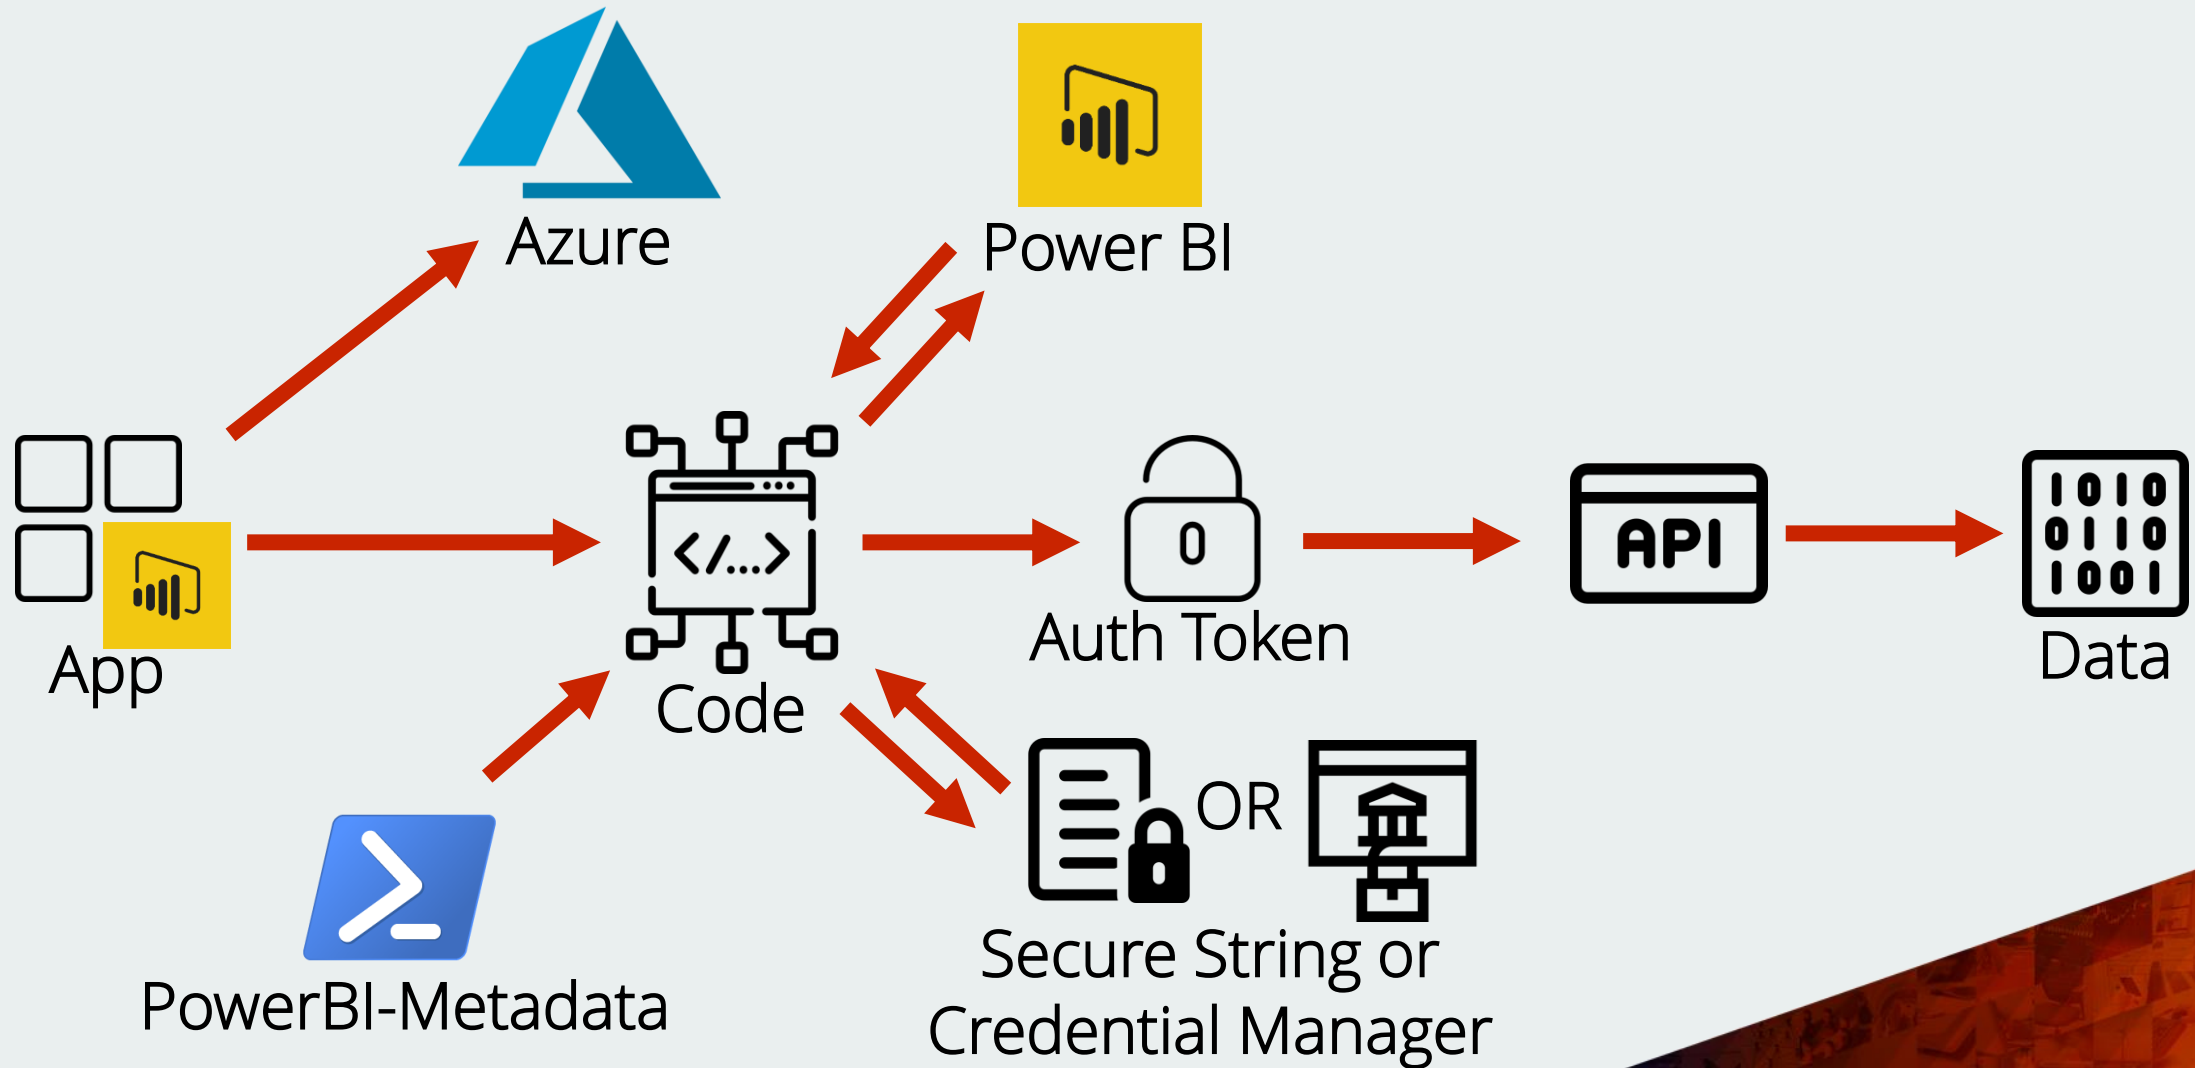 Azure
Power BI
App
</...>
Code
0
Auth Token
API
1010
0110
1001
Data
PowerBI-Metadata
OR
Secure String or
Credential Manager